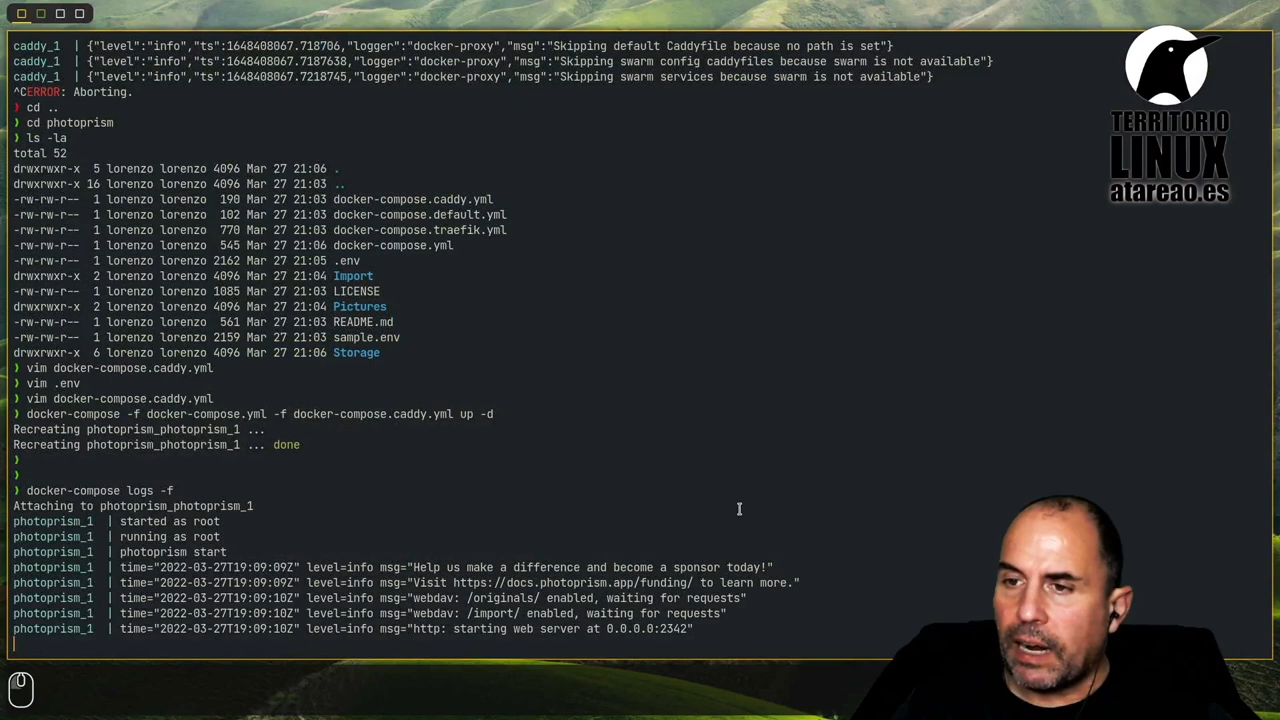 caddy_1  | {"level":"info","ts":1648408067.718706,"logger":"docker-proxy","msg":"Skipping default Caddyfile because no path is set"}
caddy_1  | {"level":"info","ts":1648408067.7187638,"logger":"docker-proxy","msg":"Skipping swarm config caddyfiles because swarm is not available"}
caddy_1  | {"level":"info","ts":1648408067.7218745,"logger":"docker-proxy","msg":"Skipping swarm services because swarm is not available"}
^CERROR: Aborting.
❯ cd ..
❯ cd photoprism
❯ ls -la
total 52
drwxrwxr-x  5 lorenzo lorenzo 4096 Mar 27 21:06 .
drwxrwxr-x 16 lorenzo lorenzo 4096 Mar 27 21:03 ..
-rw-rw-r--  1 lorenzo lorenzo  190 Mar 27 21:03 docker-compose.caddy.yml
-rw-rw-r--  1 lorenzo lorenzo  102 Mar 27 21:03 docker-compose.default.yml
-rw-rw-r--  1 lorenzo lorenzo  770 Mar 27 21:03 docker-compose.traefik.yml
-rw-rw-r--  1 lorenzo lorenzo  545 Mar 27 21:06 docker-compose.yml
-rw-rw-r--  1 lorenzo lorenzo 2162 Mar 27 21:05 .env
drwxrwxr-x  2 lorenzo lorenzo 4096 Mar 27 21:04 Import
-rw-rw-r--  1 lorenzo lorenzo 1085 Mar 27 21:03 LICENSE
drwxrwxr-x  2 lorenzo lorenzo 4096 Mar 27 21:04 Pictures
-rw-rw-r--  1 lorenzo lorenzo  561 Mar 27 21:03 README.md
-rw-rw-r--  1 lorenzo lorenzo 2159 Mar 27 21:03 sample.env
drwxrwxr-x  6 lorenzo lorenzo 4096 Mar 27 21:06 Storage
❯ vim docker-compose.caddy.yml
❯ vim .env
❯ vim docker-compose.caddy.yml
❯ docker-compose -f docker-compose.yml -f docker-compose.caddy.yml up -d
Recreating photoprism_photoprism_1 ...
Recreating photoprism_photoprism_1 ... done
❯
❯
❯ docker-compose logs -f
Attaching to photoprism_photoprism_1
photoprism_1  | started as root
photoprism_1  | running as root
photoprism_1  | photoprism start
photoprism_1  | time="2022-03-27T19:09:09Z" level=info msg="Help us make a difference and become a sponsor today!"
photoprism_1  | time="2022-03-27T19:09:09Z" level=info msg="Visit https://docs.photoprism.app/funding/ to learn more."
photoprism_1  | time="2022-03-27T19:09:10Z" level=info msg="webdav: /originals/ enabled, waiting for requests"
photoprism_1  | time="2022-03-27T19:09:10Z" level=info msg="webdav: /import/ enabled, waiting for requests"
photoprism_1  | time="2022-03-27T19:09:10Z" level=info msg="http: starting web server at 0.0.0.0:2342"
TERRITORIO
LINUX
atareao.es